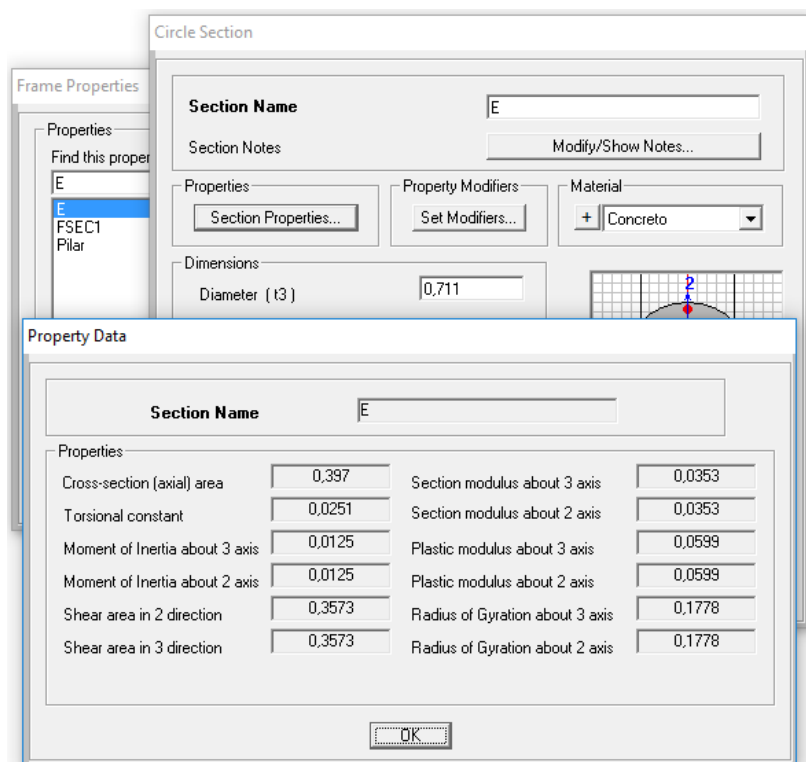 Circle Section
Frame Properties
Section Name E
Section Notes Modify/Show Notes...
Properties
Find this proper
E
E
FSEC1
Pilar
Properties Property Modifiers Material
Section Properties... Set Modifiers... + Concreto
Dimensions
Diameter ( t3 ) 0,711
2
Property Data
Section Name E
Properties
Cross-section (axial) area 0,397 Section modulus about 3 axis 0,0353
Torsional constant 0,0251 Section modulus about 2 axis 0,0353
Moment of Inertia about 3 axis 0,0125 Plastic modulus about 3 axis 0,0599
Moment of Inertia about 2 axis 0,0125 Plastic modulus about 2 axis 0,0599
Shear area in 2 direction 0,3573 Radius of Gyration about 3 axis 0,1778
Shear area in 3 direction 0,3573 Radius of Gyration about 2 axis 0,1778
OK